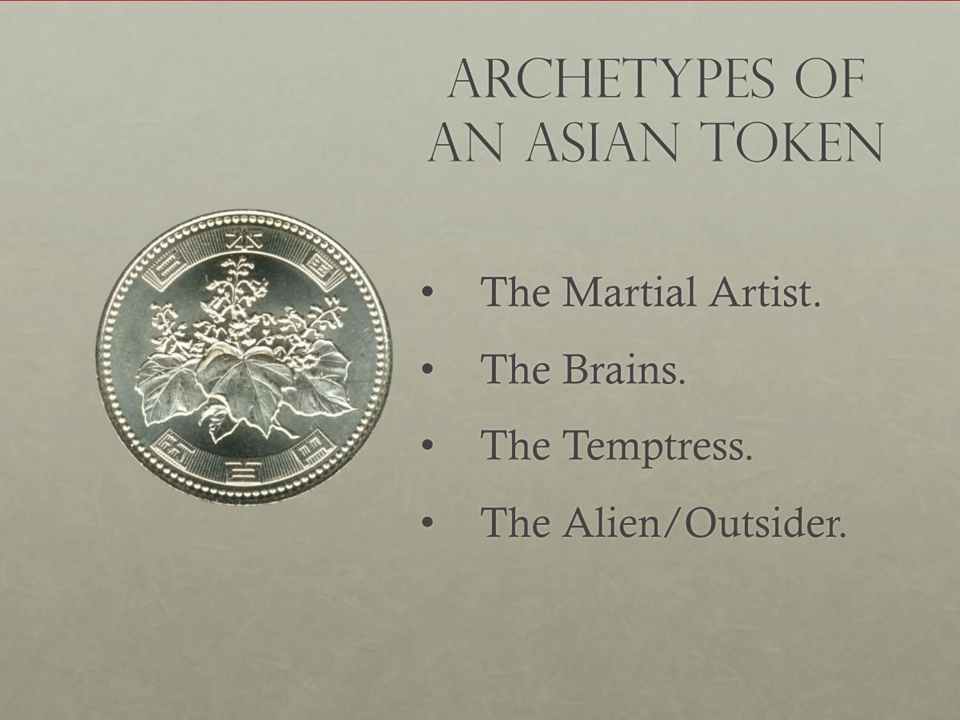 ARCHETYPES OF
AN ASIAN TOKEN
• The Martial Artist.
• The Brains.
• The Temptress.
• The Alien/Outsider.